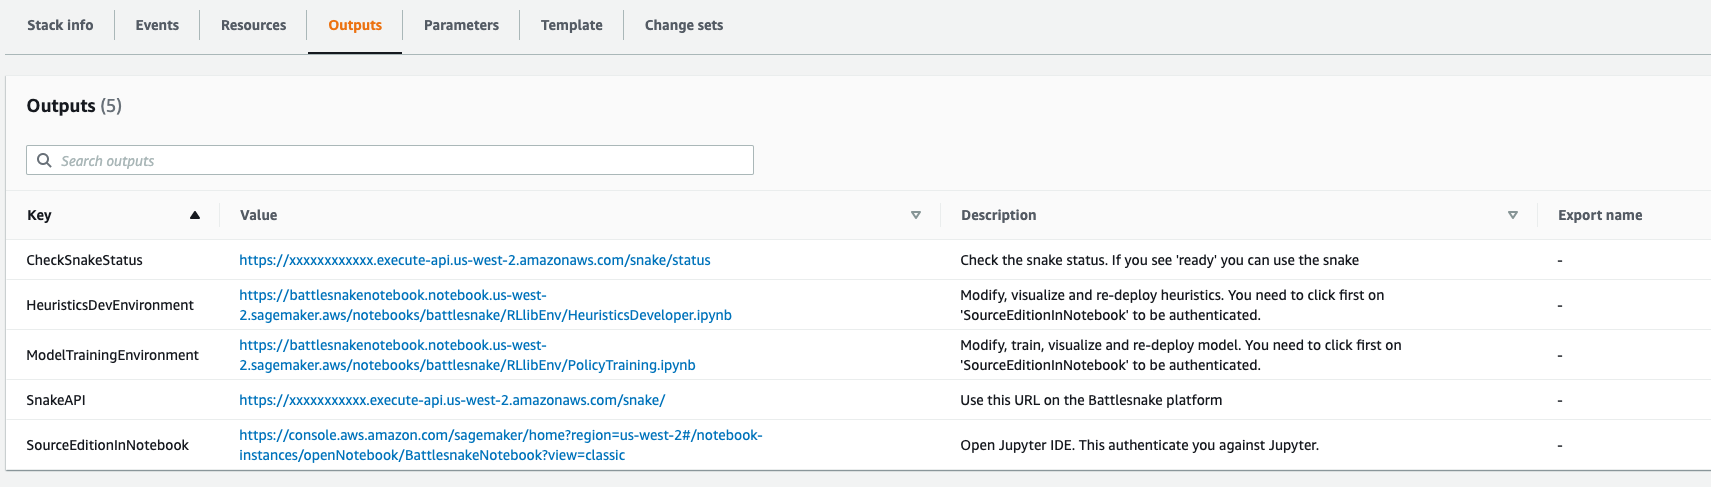 Stack info Events Resources Outputs Parameters Template Change sets
Outputs (5)
Search outputs
Key Value Description Export name
CheckSnakeStatus https://xxxxxxxxxxxx.execute-api.us-west-2.amazonaws.com/snake/status Check the snake status. If you see 'ready' you can use the snake -
HeuristicsDevEnvironment https://battlesnakenotebook.notebook.us-west-
2.sagemaker.aws/notebooks/battlesnake/RLlibEnv/HeuristicsDeveloper.ipynb Modify, visualize and re-deploy heuristics. You need to click first on
'SourceEditionInNotebook' to be authenticated. -
ModelTrainingEnvironment https://battlesnakenotebook.notebook.us-west-
2.sagemaker.aws/notebooks/battlesnake/RLlibEnv/PolicyTraining.ipynb Modify, train, visualize and re-deploy model. You need to click first on
'SourceEditionInNotebook' to be authenticated. -
SnakeAPI https://xxxxxxxxxxx.execute-api.us-west-2.amazonaws.com/snake/ Use this URL on the Battlesnake platform -
SourceEditionInNotebook https://console.aws.amazon.com/sagemaker/home?region=us-west-2#/notebook-
instances/openNotebook/BattlesnakeNotebook?view=classic Open Jupyter IDE. This authenticate you against Jupyter. -